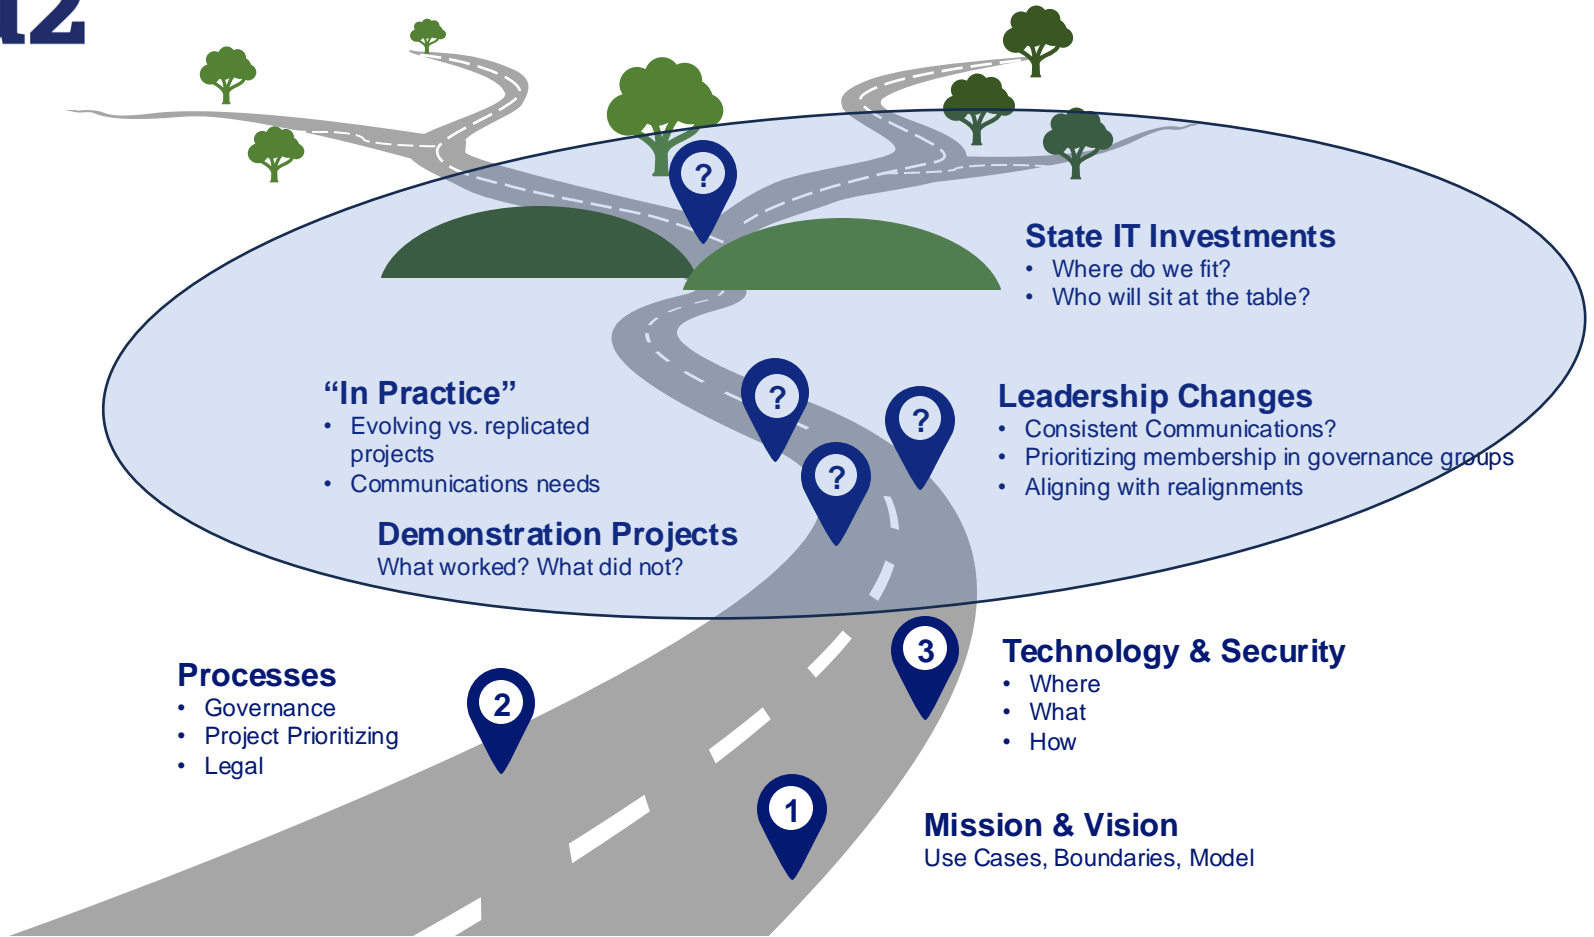 ?
State IT Investments
• Where do we fit?
• Who will sit at the table?
“In Practice”
• Evolving vs. replicated
projects
• Communications needs
?
?
Leadership Changes
• Consistent Communications?
• Prioritizing membership in governance groups
• Aligning with realignments
?
Demonstration Projects
What worked? What did not?
Processes
• Governance
• Project Prioritizing
• Legal
2
3
Technology & Security
• Where
• What
• How
1
Mission & Vision
Use Cases, Boundaries, Model